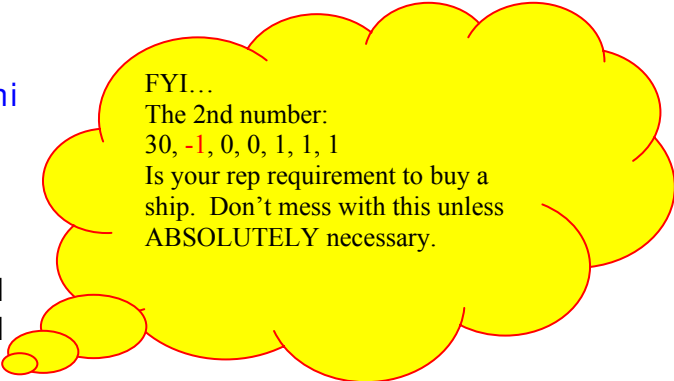 ni
FYI…
The 2nd number:
30, -1, 0, 0, 1, 1, 1
Is your rep requirement to buy a
ship.  Don’t mess with this unless
ABSOLUTELY necessary.